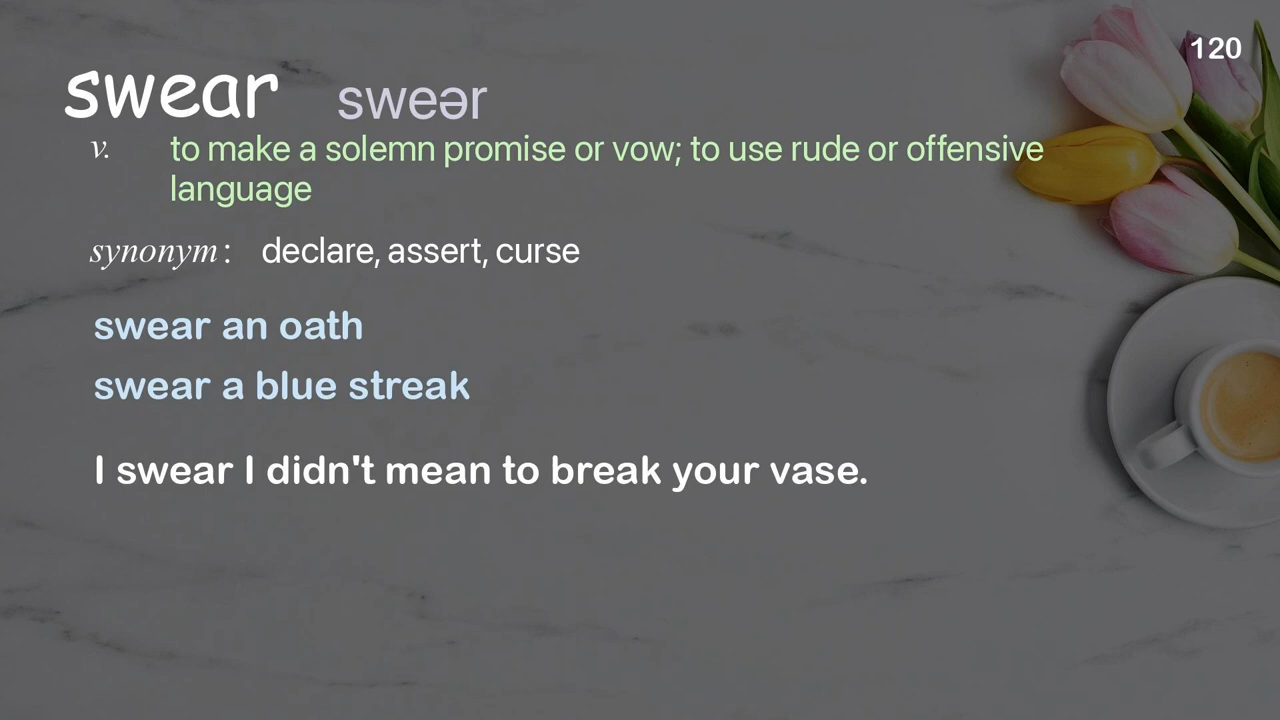 120
swear sweər
v. to make a solemn promise or vow; to use rude or offensive
language
synonym : declare, assert, curse
swear an oath
swear a blue streak
I swear I didn't mean to break your vase.